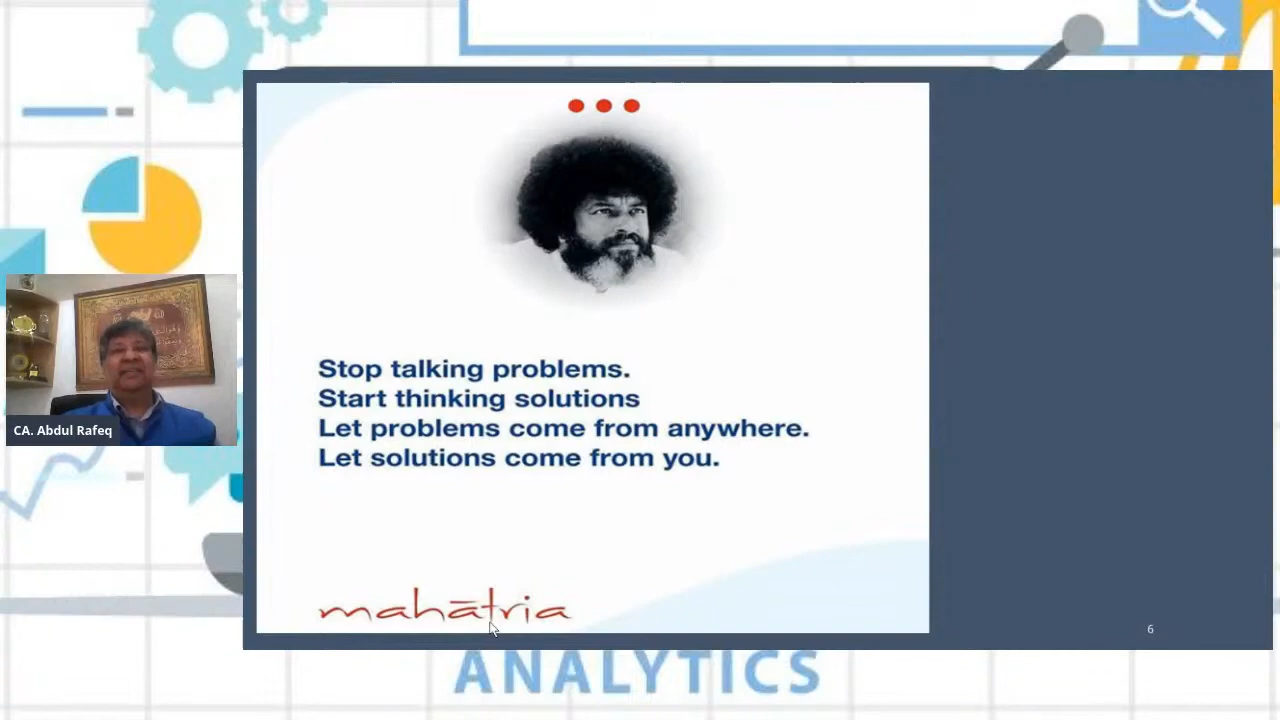 Stop talking problems.
Start thinking solutions
Let problems come from anywhere.
Let solutions come from you.
mahātria
CA. Abdul Rafeq
6
ANALYTICS